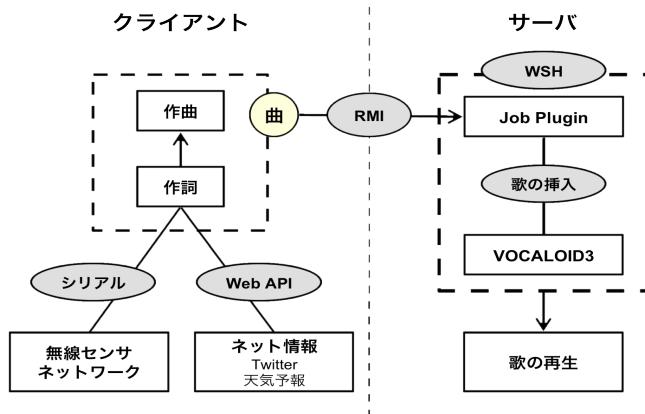 クライアント
サーバ
WSH
作曲
曲
RMI
Job Plugin
作詞
歌の挿入
VOCALOID3
シリアル
Web API
無線センサ
ネットワーク
ネット情報
Twitter
天気予報
歌の再生